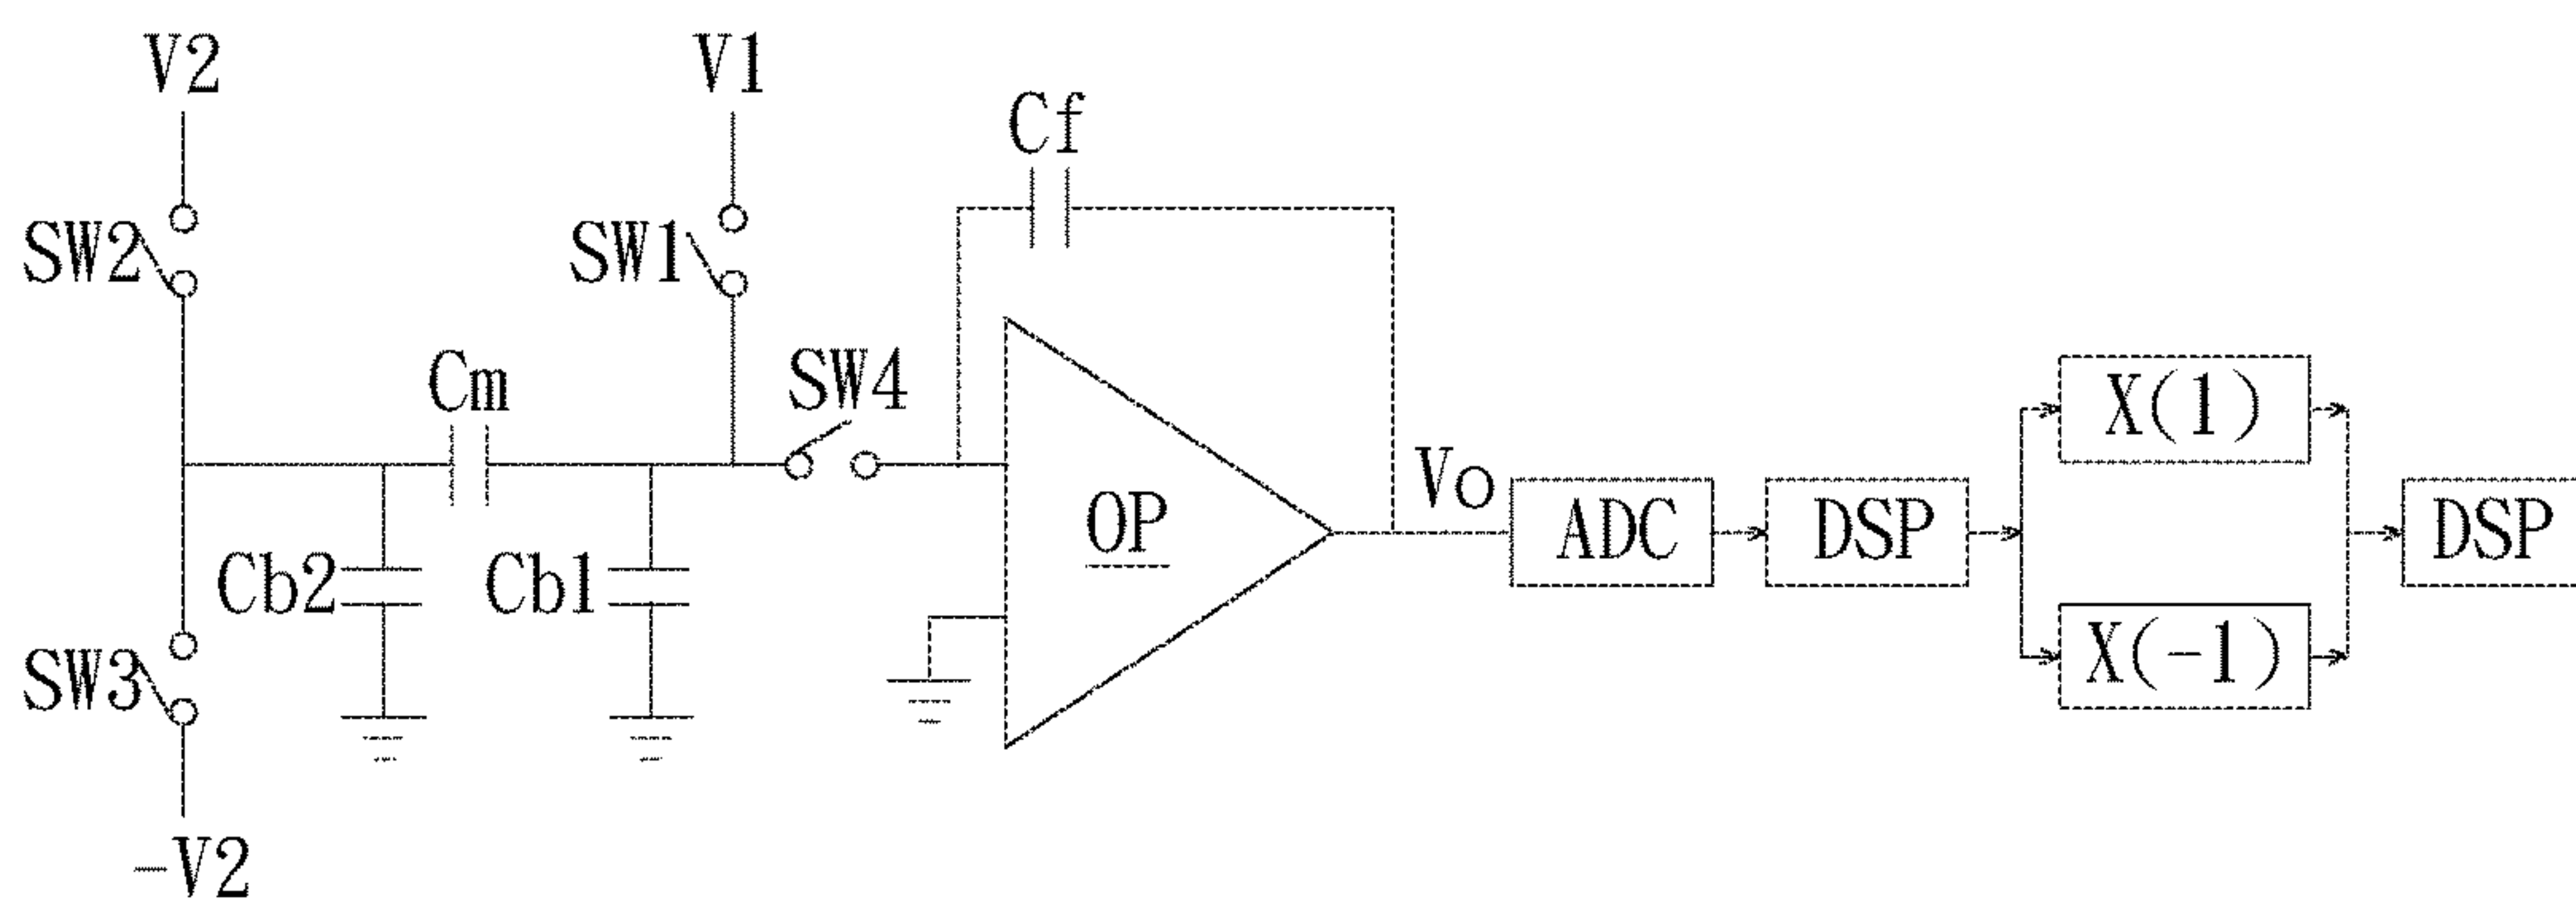 V2
V1
Cf
SW2
SW1
Cm
SW4
Vo
OP
ADC
DSP
X(1)
X(-1)
DSP
Cb2
Cb1
SW3
-V2